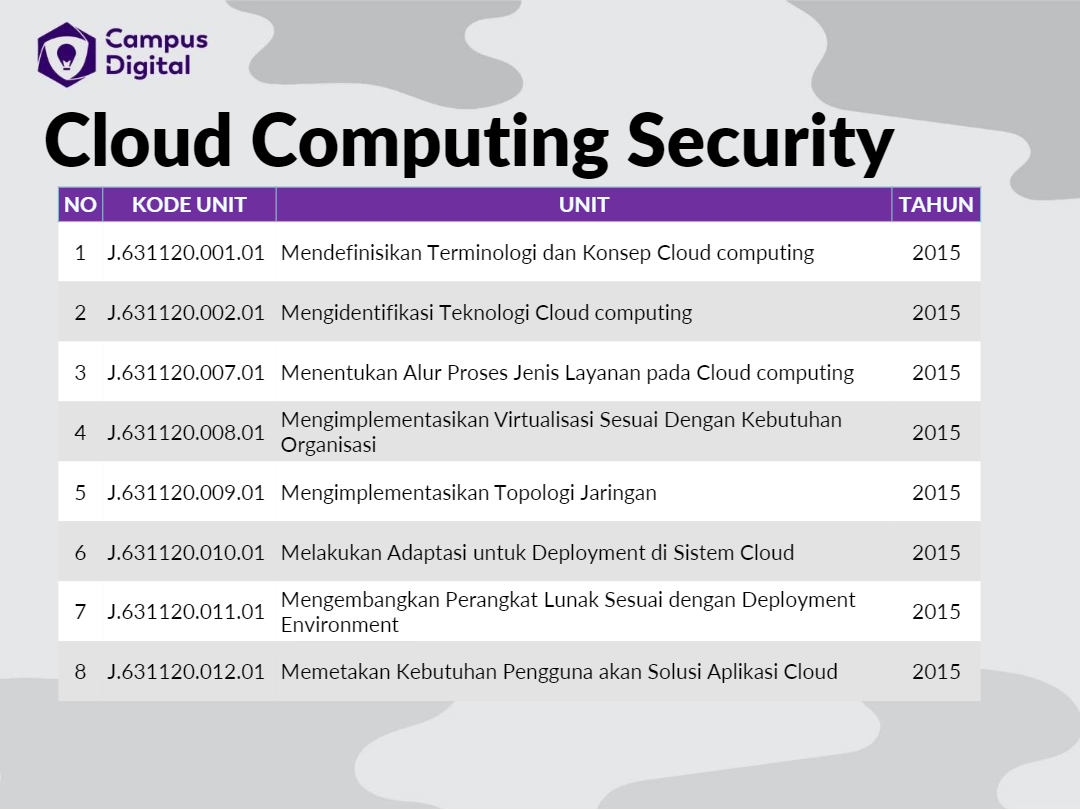 Campus
Digital
Cloud Computing Security
NO KODE UNIT UNIT TAHUN
1 J.631120.001.01 Mendefinisikan Terminologi dan Konsep Cloud computing 2015
2 J.631120.002.01 Mengidentifikasi Teknologi Cloud computing 2015
3 J.631120.007.01 Menentukan Alur Proses Jenis Layanan pada Cloud computing 2015
4 J.631120.008.01 Mengimplementasikan Virtualisasi Sesuai Dengan Kebutuhan
Organisasi 2015
5 J.631120.009.01 Mengimplementasikan Topologi Jaringan 2015
6 J.631120.010.01 Melakukan Adaptasi untuk Deployment di Sistem Cloud 2015
7 J.631120.011.01 Mengembangkan Perangkat Lunak Sesuai dengan Deployment
Environment 2015
8 J.631120.012.01 Memetakan Kebutuhan Pengguna akan Solusi Aplikasi Cloud 2015